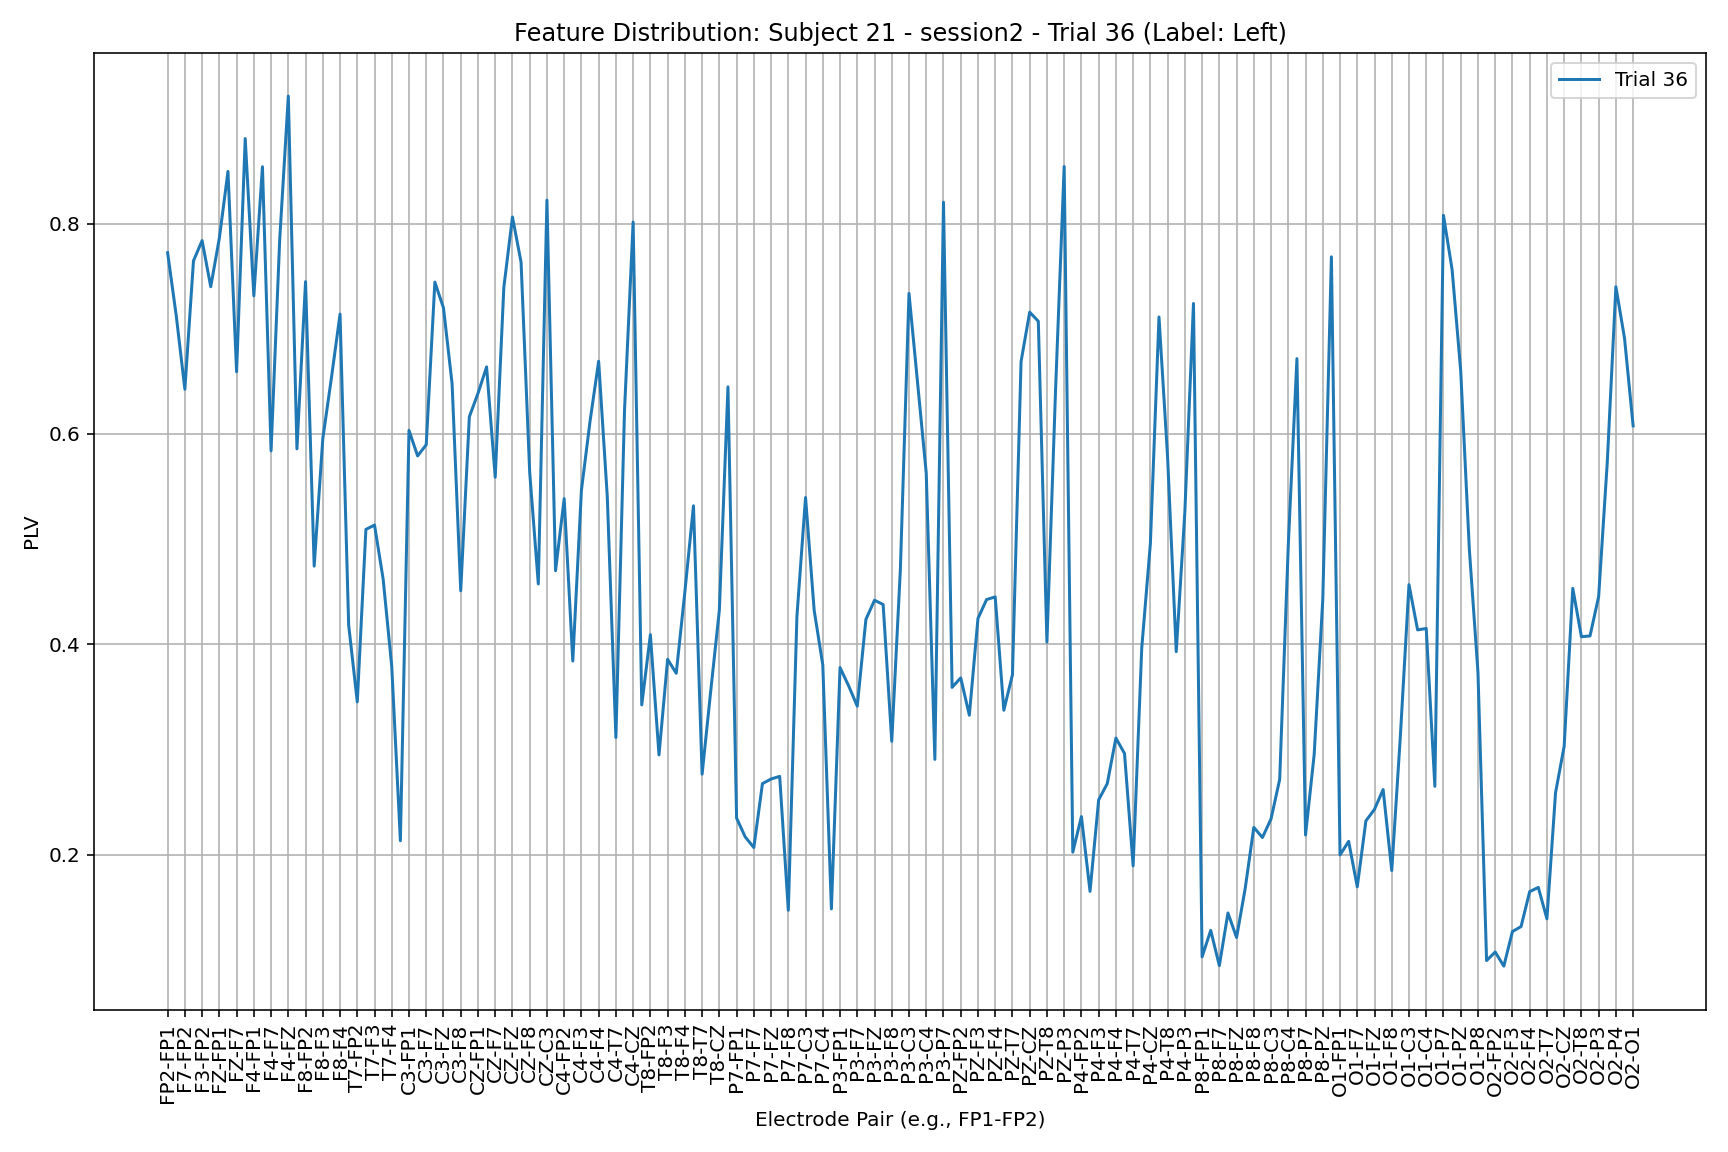 Feature Distribution: Subject 21 - session2 - Trial 36 (Label: Left)
Trial 36
0.8
0.6
0.4
0.2
PLV
FP2-FP1
F7-FP2
F3-FP2
FZ-FP1
FZ-F7
F4-FP1
F4-F7
F4-FZ
F8-FP2
F8-F3
F8-F4
T7-FP2
T7-F3
T7-F4
C3-FP1
C3-F7
C3-FZ
C3-F8
CZ-FP1
CZ-F7
CZ-FZ
CZ-F8
CZ-C3
C4-FP2
C4-F3
C4-F4
C4-T7
C4-CZ
T8-FP2
T8-F3
T8-F4
T8-T7
T8-CZ
P7-FP1
P7-F7
P7-FZ
P7-F8
P7-C3
P7-C4
P3-FP1
P3-F7
P3-FZ
P3-F8
P3-C3
P3-C4
P3-P7
PZ-FP2
PZ-F3
PZ-F4
PZ-T7
PZ-CZ
PZ-T8
PZ-P3
P4-FP2
P4-F3
P4-F4
P4-T7
P4-CZ
P4-T8
P4-P3
P8-FP1
P8-F7
P8-FZ
P8-F8
P8-C3
P8-C4
P8-P7
P8-PZ
O1-FP1
O1-F7
O1-FZ
O1-F8
O1-C3
O1-C4
O1-P7
O1-PZ
O1-P8
O2-FP2
O2-F3
O2-F4
O2-T7
O2-CZ
O2-T8
O2-P3
O2-P4
O2-O1
Electrode Pair (e.g., FP1-FP2)